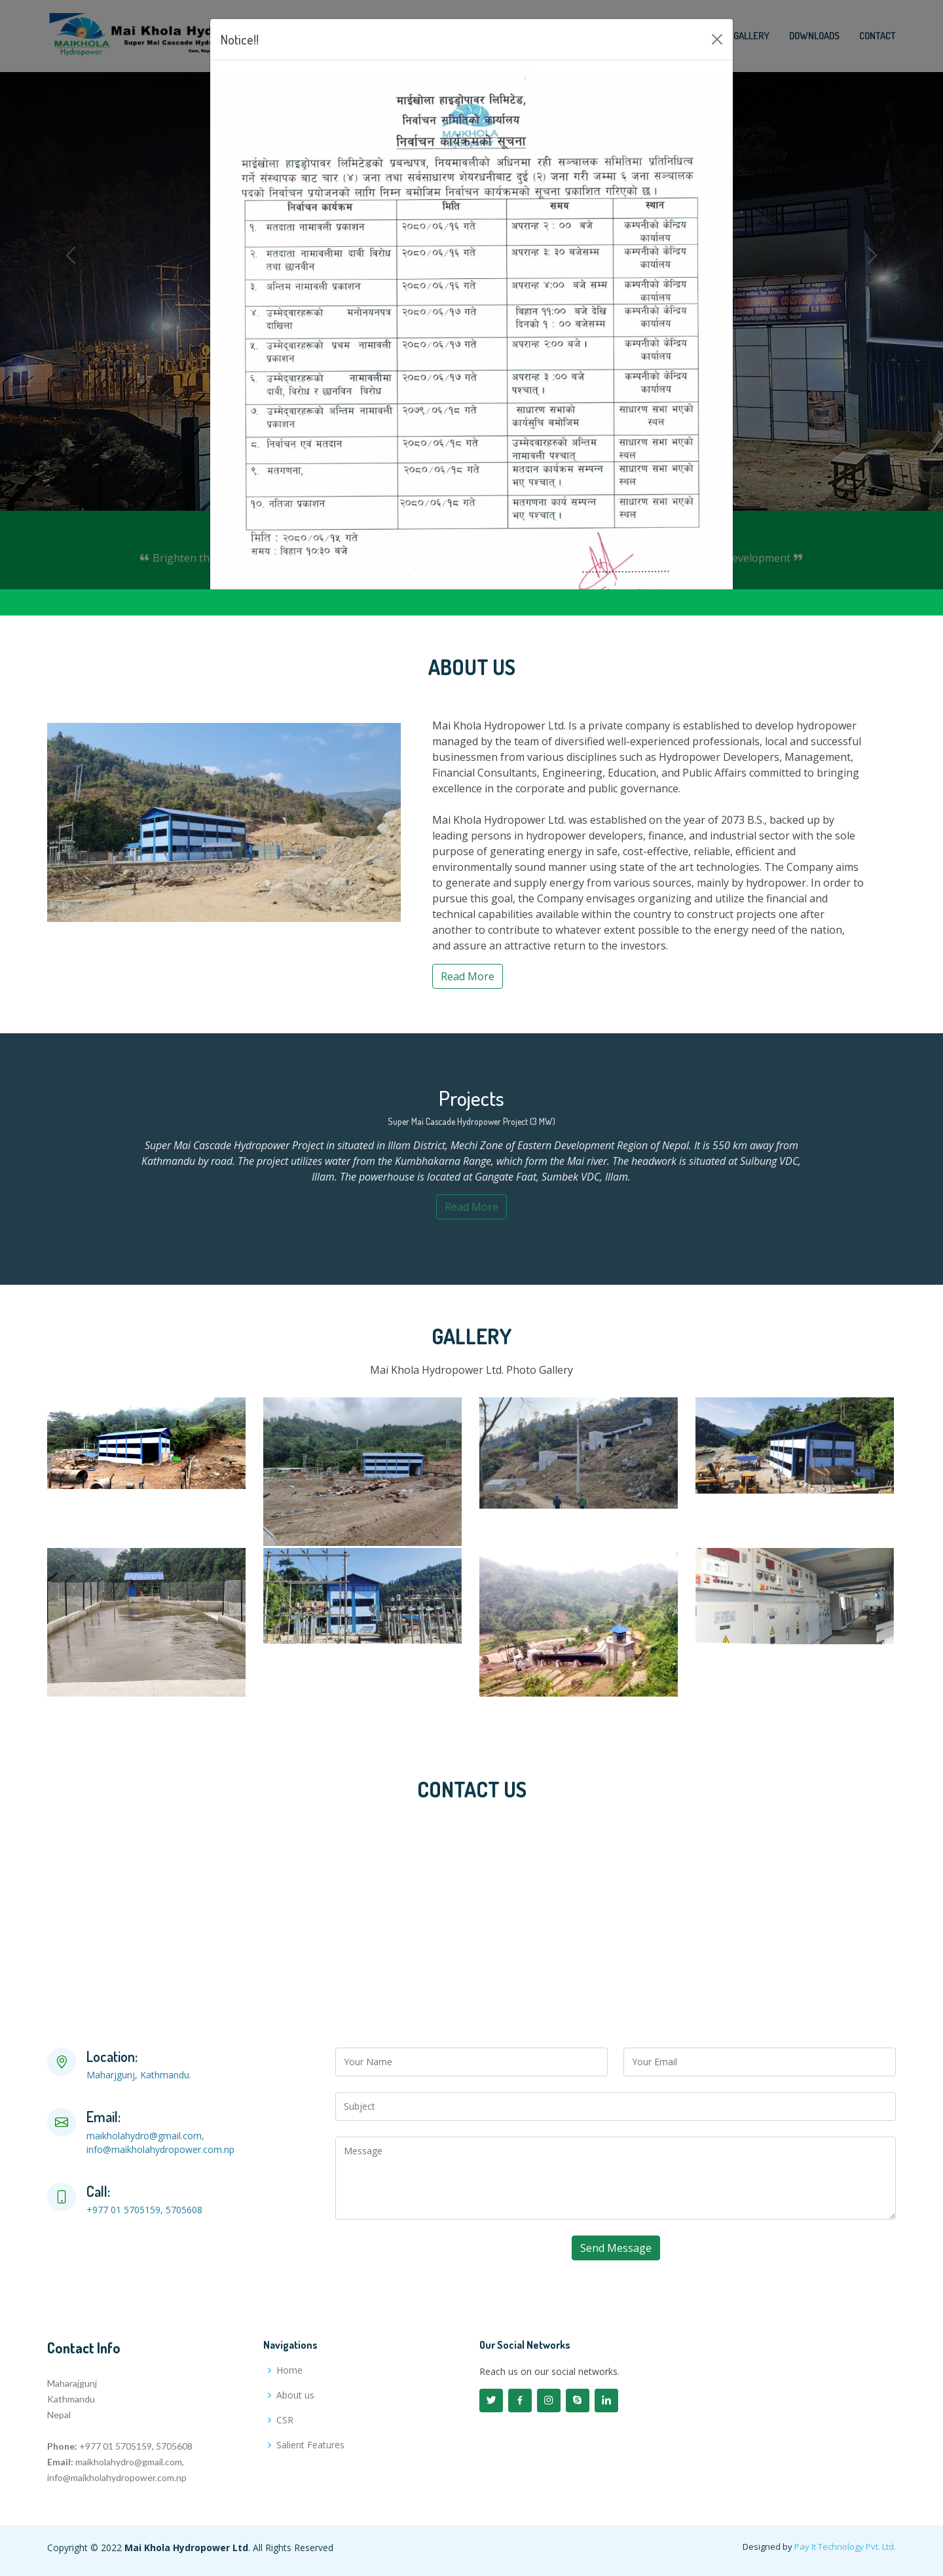 MAIKHOLA
Hydropower
Mai Khola Hyd
Super Mai Cascade Hyd
GALLERY
DOWNLOADS
CONTACT
Notice!!
माईखोला हाइड्रोपावर लिमिटेड,
निर्वाचन समितिको कार्यालय
निर्वाचन कार्यक्रमको सूचना
माईखोला हाइड्रोपावर लिमिटेडको प्रबन्धपत्र, नियमावलीको अधिनमा रही सञ्चालक समितिमा प्रतिनिधित्व
गर्ने संस्थापक बाट चार (४) जना तथा सर्वसाधारण शेयरधनीबाट दुई (२) जना गरी जम्मा ६ जना सञ्चालक
पदको निर्वाचन प्रयोजनको लागि निम्न बमोजिम निर्वाचन कार्यक्रमको सूचना प्रकाशित गरिएको छ ।
निर्वाचन कार्यक्रम मिति समय स्थान
१. मतदाता नामावली प्रकाशन २०८०/०६/१६ गते अपरान्ह २ : ०० बजे कम्पनीको केन्द्रिय
कार्यालय
२. मतदाता नामावलीमा दावी विरोध २०८०/०६/१६ गते अपरान्ह ३: ३० बजेसम्म कम्पनीको केन्द्रिय
तथा छानवीन कार्यालय
३. अन्तिम नामावली प्रकाशन २०८०/०६/१६ गते अपरान्ह ४:०० बजे सम्म कम्पनीको केन्द्रिय
कार्यालय
४. उम्मेद्वारहरूको मनोनयनपत्र २०८०/०६/१७ गते बिहान ११:०० बजे देखि कम्पनीको केन्द्रिय
दाखिला दिनको १ : ०० बजेसम्म कार्यालय
५. उम्मेद्वारहरूको प्रथम नामावली २०८०/०६/१७ गते अपरान्ह २:०० बजे । कम्पनीको केन्द्रिय
प्रकाशन कार्यालय
६. उम्मेद्वारहरूको नामावलीमा २०८०/०६/१७ गते अपरान्ह ३ :०० बजे कम्पनीको केन्द्रिय
दावी, विरोध र छानविन विरोध पश्चात् । कार्यालय
७. उम्मेद्वारहरूको अन्तिम नामावली २०७९/०६/१८ गते साधारण सभाको साधारण सभा भएको
प्रकाशन कार्यसुचि बमोजिम स्थल
८. निर्वाचन एवं मतदान २०८०/०६/१८ गते उम्मेदवारहरुको अन्तिम साधारण सभा भएको
नामावली पश्चात् स्थल
९. मतगणना, २०८०/०६/१८ गते मतदान कार्यक्रम सम्पन्न साधारण सभा भएको
भए पश्चात् । स्थल
१०. नतिजा प्रकाशन २०८०/०६/१८ गते मतगणना कार्य सम्पन्न साधारण सभा भएको
भए पश्चात् । स्थल
मिति : २०८०/०६/१५ गते
समय : विहान १०:३० बजे
Brighten th
evelopment
ABOUT US
Mai Khola Hydropower Ltd. Is a private company is established to develop hydropower
managed by the team of diversified well-experienced professionals, local and successful
businessmen from various disciplines such as Hydropower Developers, Management,
Financial Consultants, Engineering, Education, and Public Affairs committed to bringing
excellence in the corporate and public governance.
Mai Khola Hydropower Ltd. was established on the year of 2073 B.S., backed up by
leading persons in hydropower developers, finance, and industrial sector with the sole
purpose of generating energy in safe, cost-effective, reliable, efficient and
environmentally sound manner using state of the art technologies. The Company aims
to generate and supply energy from various sources, mainly by hydropower. In order to
pursue this goal, the Company envisages organizing and utilize the financial and
technical capabilities available within the country to construct projects one after
another to contribute to whatever extent possible to the energy need of the nation,
and assure an attractive return to the investors.
Read More
Projects
Super Mai Cascade Hydropower Project (3 MW)
Super Mai Cascade Hydropower Project in situated in Illam District, Mechi Zone of Eastern Development Region of Nepal. It is 550 km away from
Kathmandu by road. The project utilizes water from the Kumbhakarna Range, which form the Mai river. The headwork is situated at Sulbung VDC,
Illam. The powerhouse is located at Gangate Faat, Sumbek VDC, Illam.
Read More
GALLERY
Mai Khola Hydropower Ltd. Photo Gallery
CONTACT US
Location:
Maharjgunj, Kathmandu.
Email:
maikholahydro@gmail.com,
info@maikholahydropower.com.np
Call:
+977 01 5705159, 5705608
Your Name
Your Email
Subject
Message
Send Message
Contact Info
Maharajgunj
Kathmandu
Nepal
Phone: +977 01 5705159, 5705608
Email: maikholahydro@gmail.com,
info@maikholahydropower.com.np
Navigations
Home
About us
CSR
Salient Features
Our Social Networks
Reach us on our social networks.
Copyright © 2022 Mai Khola Hydropower Ltd. All Rights Reserved
Designed by Pay It Technology Pvt. Ltd.